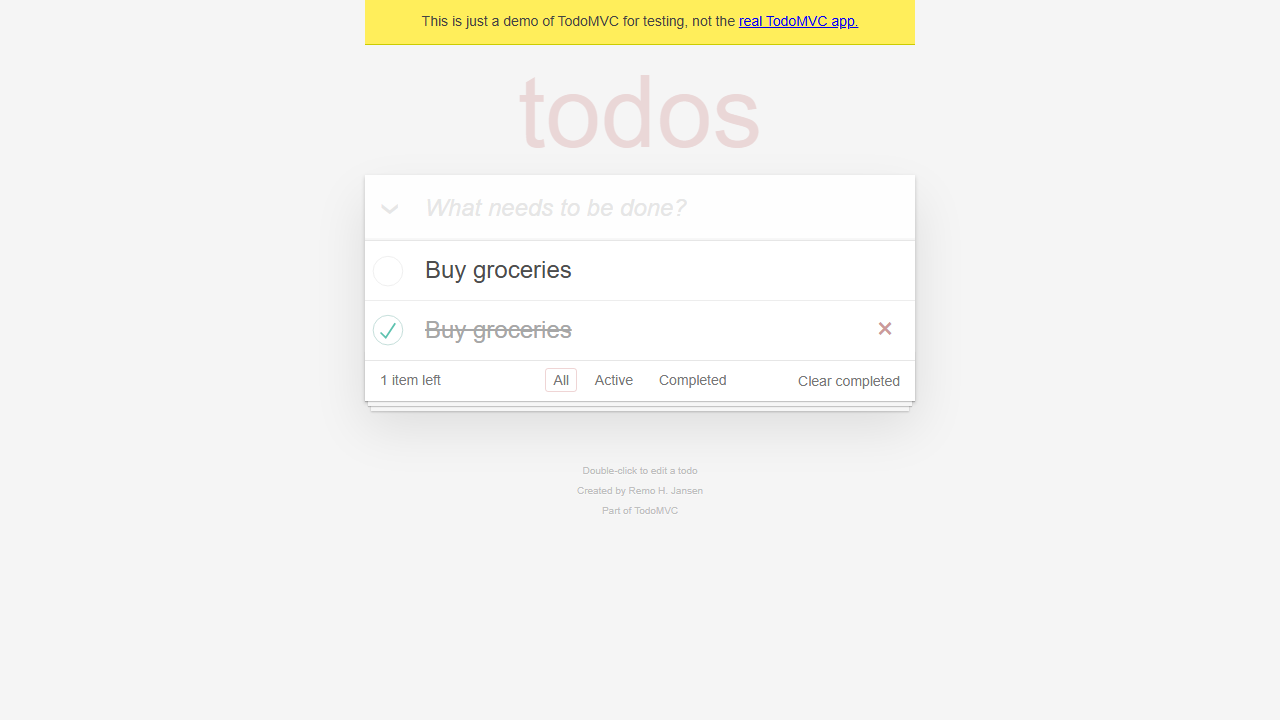 This is just a demo of TodoMVC for testing, not the real TodoMVC app.
todos
What needs to be done?
Buy groceries
Buy groceries
1 item left All Active Completed Clear completed
Double-click to edit a todo
Created by Remo H. Jansen
Part of TodoMVC